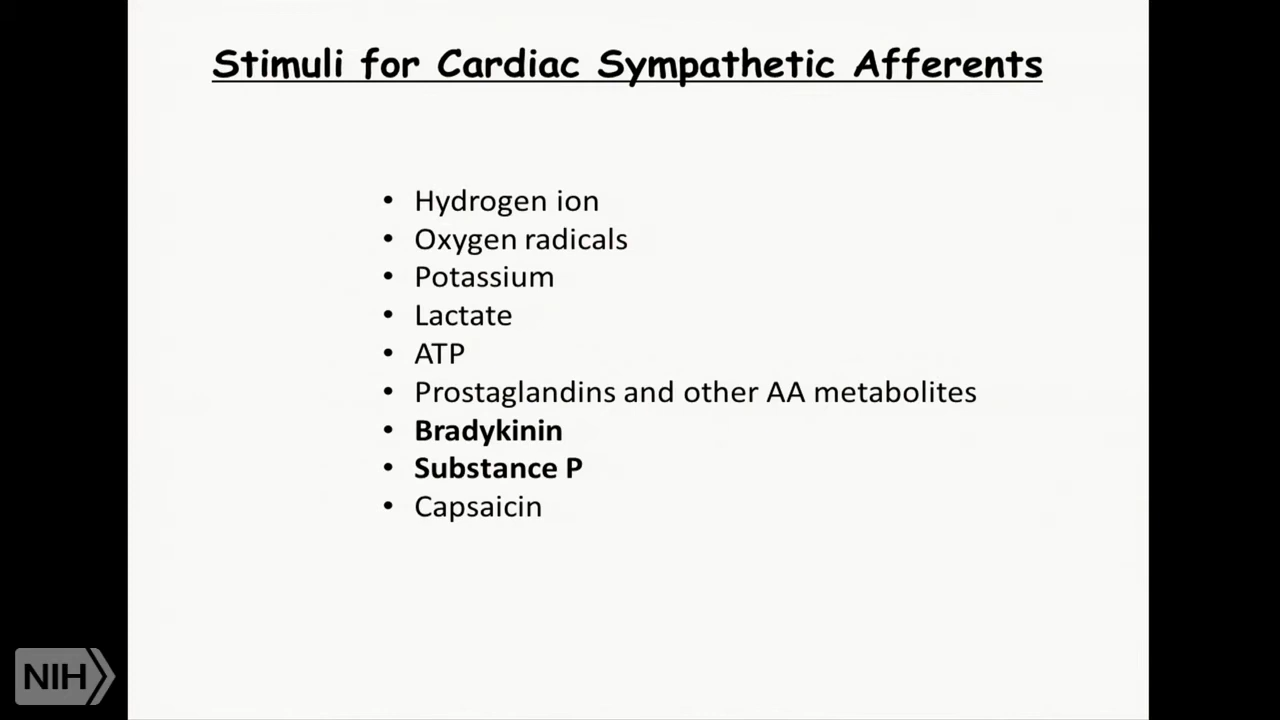 Stimuli for Cardiac Sympathetic Afferents
• Hydrogen ion
• Oxygen radicals
• Potassium
• Lactate
• ATP
• Prostaglandins and other AA metabolites
• Bradykinin
• Substance P
• Capsaicin
NIH